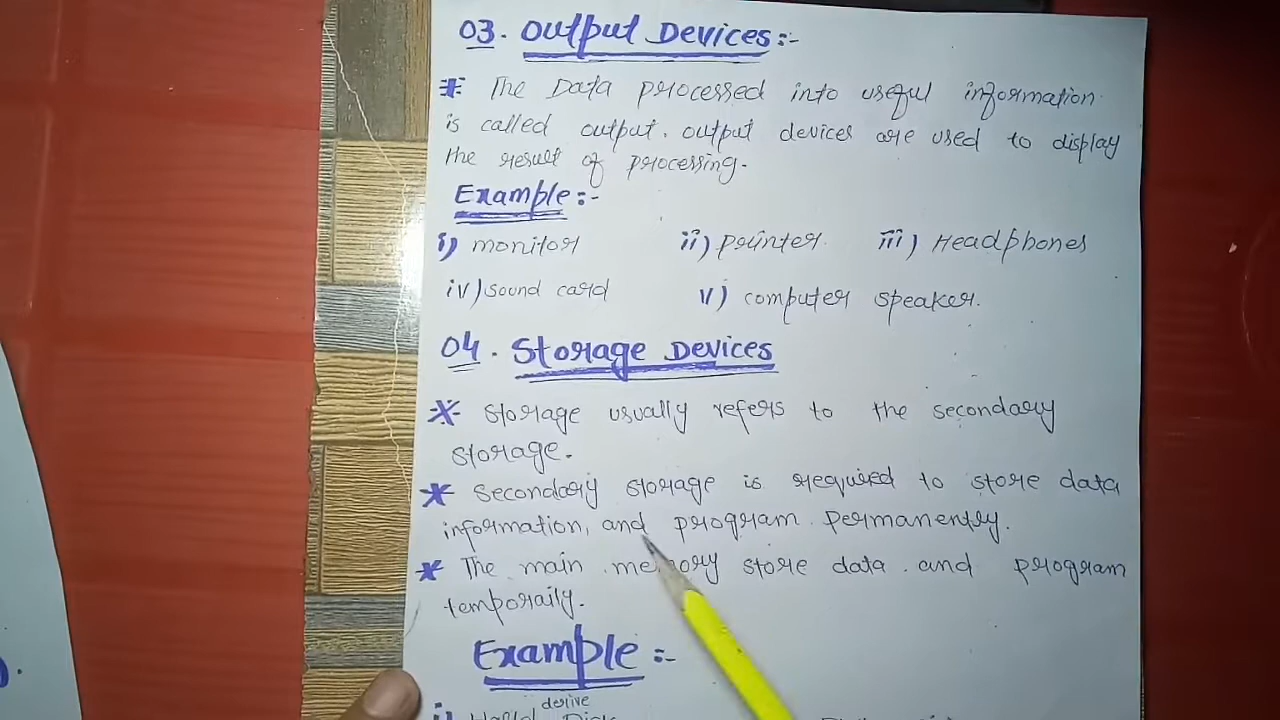 03. Output Devices:-
* The Data processed into useful information.
is called output. output devices are used to display
the result of processing.
Example:-
i) monitor ii) printer. iii) Headphones
iv) sound card v) computer speaker.
04. Storage Devices
* Storage usually refers to the secondary
storage.
* Secondary storage is required to store data
information, and program permanently.
* The main memory store data and program
temporaily.
Example:-
derive
i)